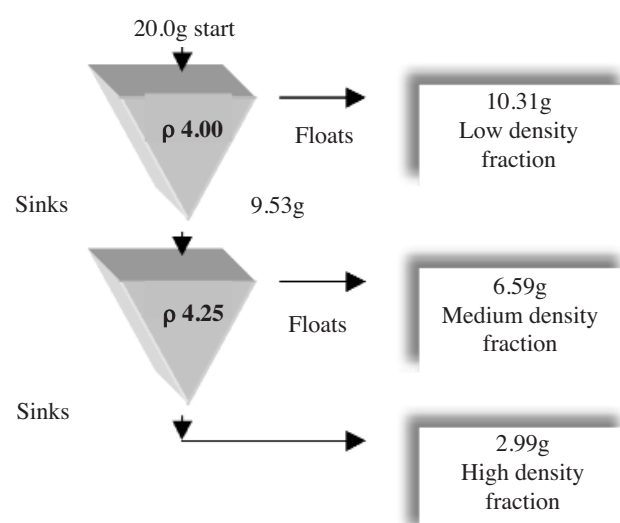 20.0g start
ρ 4.00
Floats
10.31g
Low density
fraction
Sinks
9.53g
ρ 4.25
Floats
6.59g
Medium density
fraction
Sinks
2.99g
High density
fraction